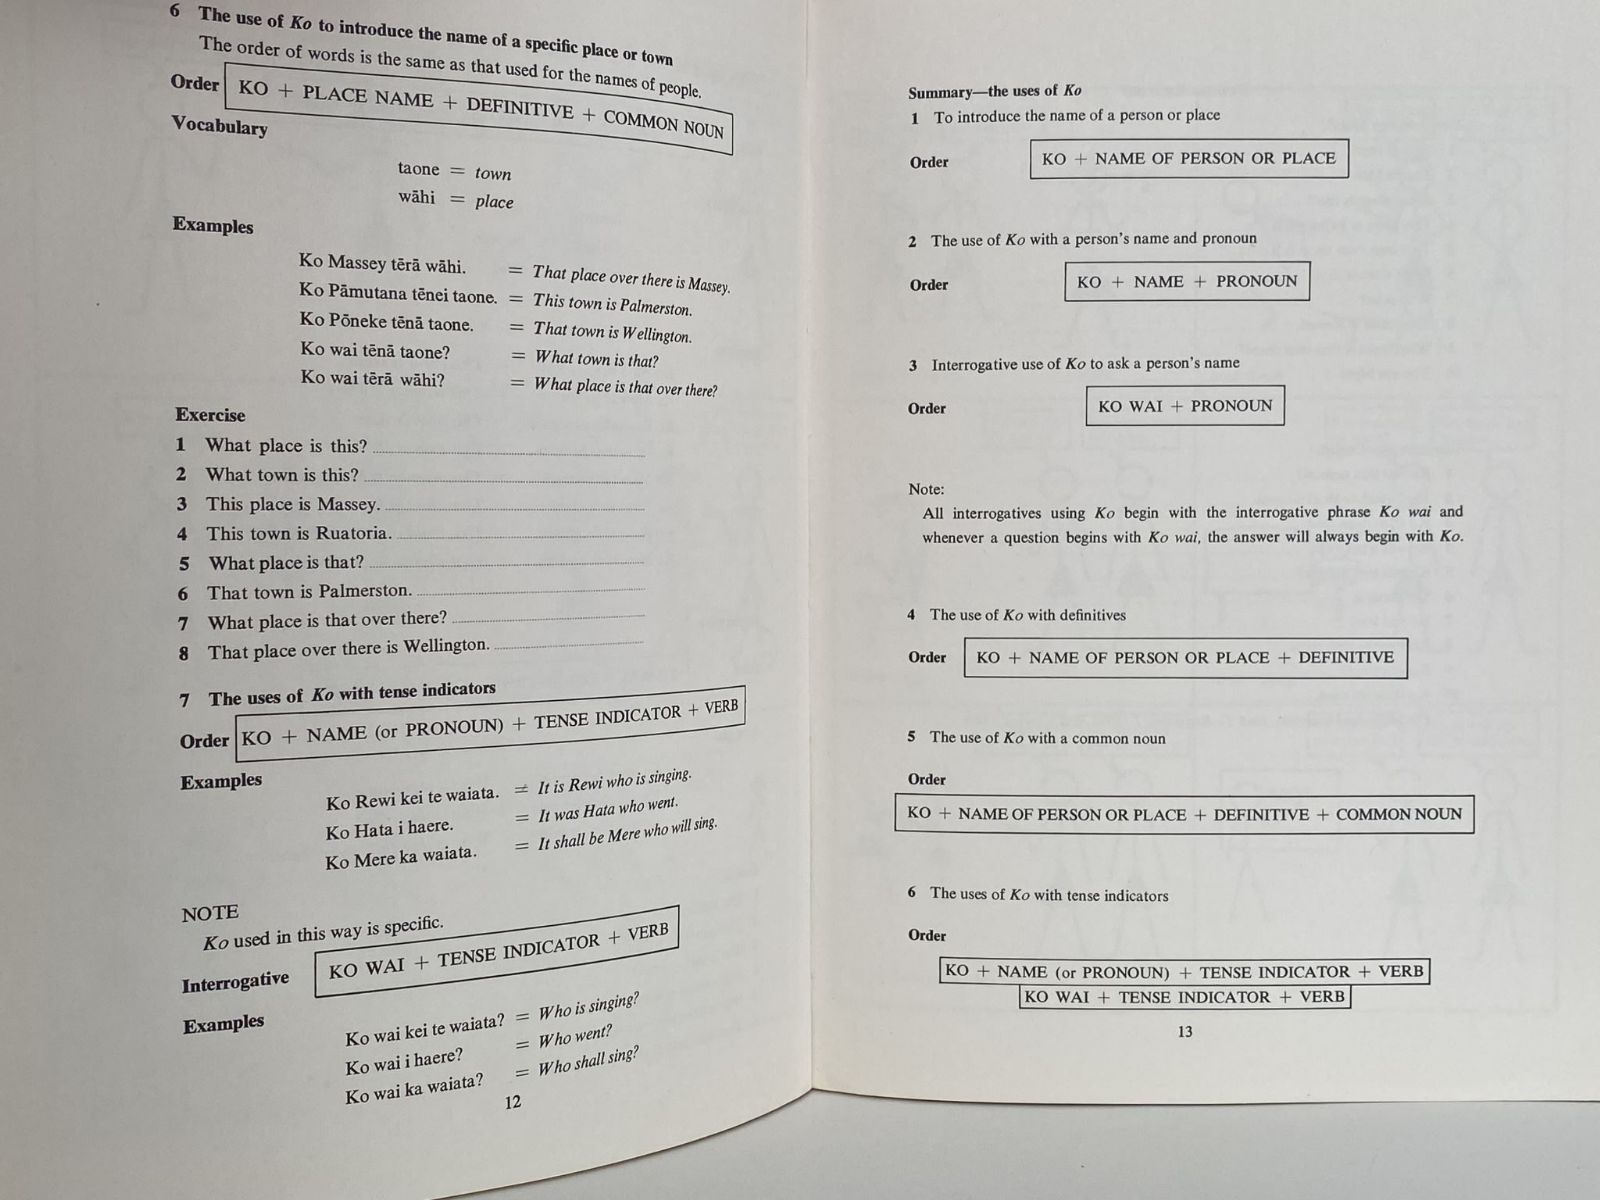 6 The use of Ko to introduce the name of a specific place or town
The order of words is the same as that used for the names of people.
Order KO + PLACE NAME + DEFINITIVE + COMMON NOUN
Vocabulary
taone = town
wāhi = place
Examples
Ko Massey tērā wāhi. = That place over there is Massey.
Ko Pāmutana tēnei taone. = This town is Palmerston.
Ko Pōneke tēnā taone. = That town is Wellington.
Ko wai tēnā taone? = What town is that?
Ko wai tērā wāhi? = What place is that over there?
Exercise
1 What place is this?
2 What town is this?
3 This place is Massey.
4 This town is Ruatoria.
5 What place is that?
6 That town is Palmerston.
7 What place is that over there?
8 That place over there is Wellington.
7 The uses of Ko with tense indicators
Order KO + NAME (or PRONOUN) + TENSE INDICATOR + VERB
Examples
Ko Rewi kei te waiata. = It is Rewi who is singing.
Ko Hata i haere. = It was Hata who went.
Ko Mere ka waiata. = It shall be Mere who will sing.
NOTE
Ko used in this way is specific.
Interrogative KO WAI + TENSE INDICATOR + VERB
Examples
Ko wai kei te waiata? = Who is singing?
Ko wai i haere? = Who went?
Ko wai ka waiata? = Who shall sing?
12
Summary—the uses of Ko
1 To introduce the name of a person or place
Order KO + NAME OF PERSON OR PLACE
2 The use of Ko with a person's name and pronoun
Order KO + NAME + PRONOUN
3 Interrogative use of Ko to ask a person's name
Order KO WAI + PRONOUN
Note:
All interrogatives using Ko begin with the interrogative phrase Ko wai and
whenever a question begins with Ko wai, the answer will always begin with Ko.
4 The use of Ko with definitives
Order KO + NAME OF PERSON OR PLACE + DEFINITIVE
5 The use of Ko with a common noun
Order
KO + NAME OF PERSON OR PLACE + DEFINITIVE + COMMON NOUN
6 The uses of Ko with tense indicators
Order
KO + NAME (or PRONOUN) + TENSE INDICATOR + VERB
KO WAI + TENSE INDICATOR + VERB
13